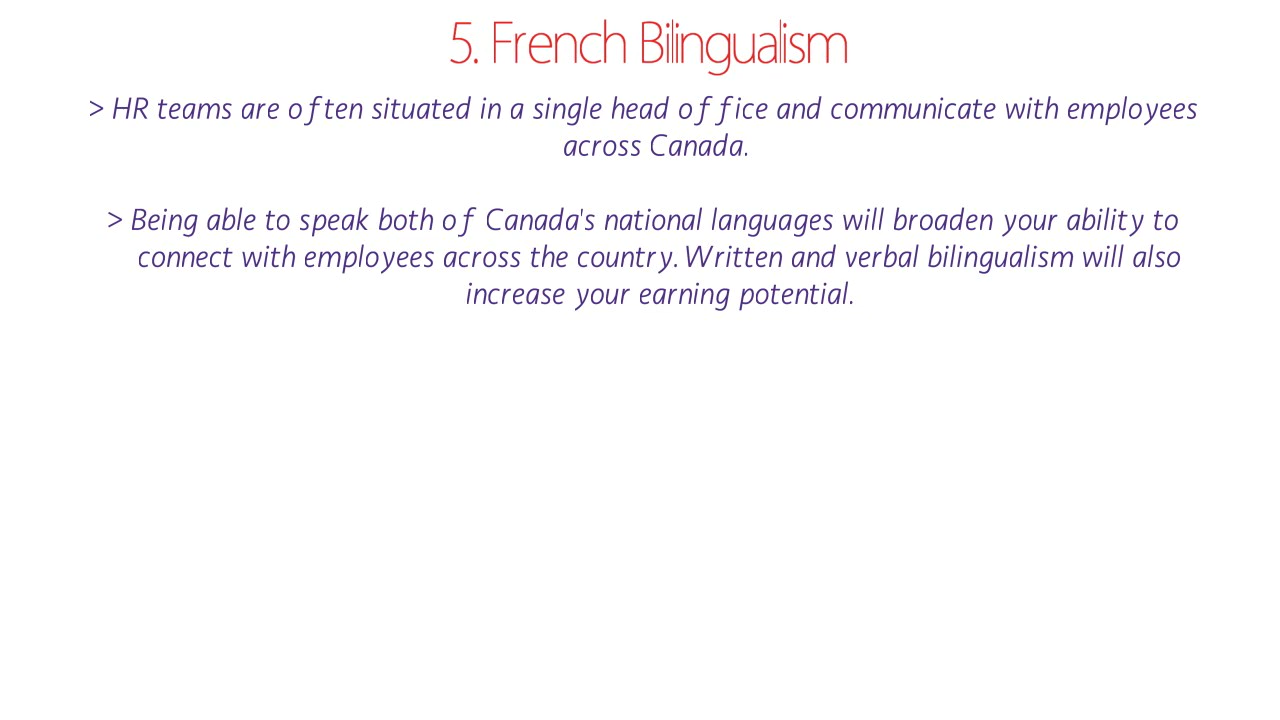 5. French Bilingualism
> HR teams are often situated in a single head office and communicate with employees
across Canada.
> Being able to speak both of Canada's national languages will broaden your ability to
connect with employees across the country. Written and verbal bilingualism will also
increase your earning potential.